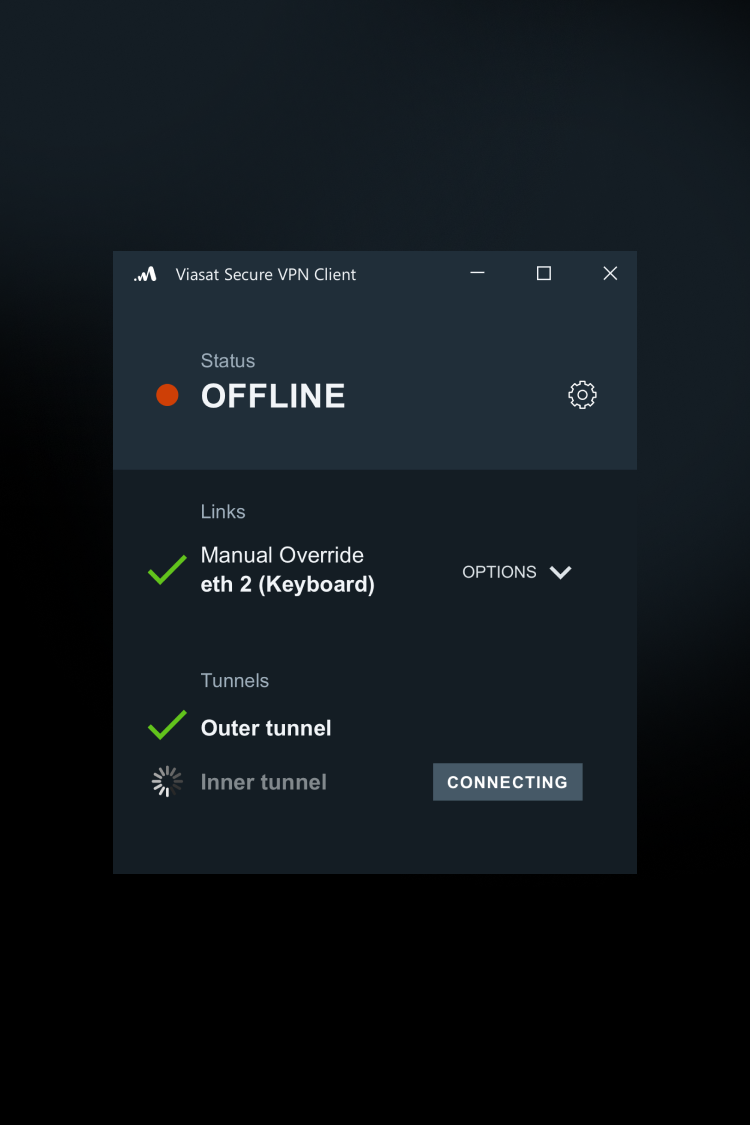 Viasat Secure VPN Client
Status
OFFLINE
Links
Manual Override
eth 2 (Keyboard)
OPTIONS
Tunnels
Outer tunnel
Inner tunnel
CONNECTING